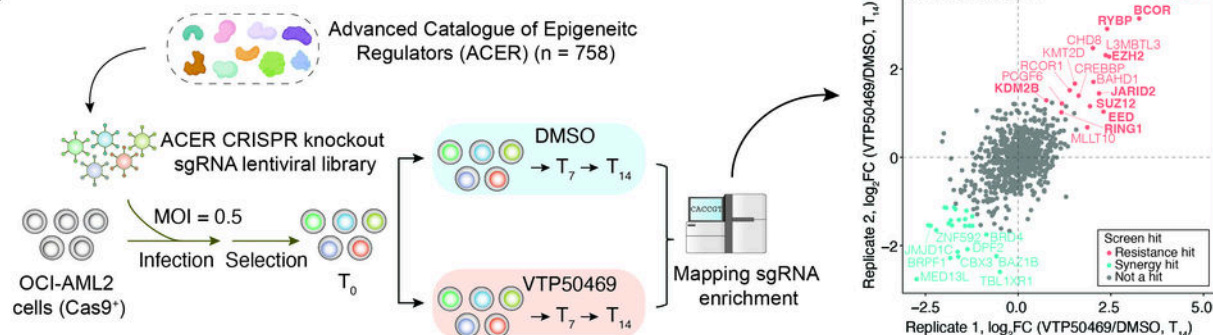 Advanced Catalogue of Epigeneitc
Regulators (ACER) (n = 758)
ACER CRISPR knockout
sgRNA lentiviral library
MOI = 0.5
Infection
Selection
OCI-AML2
cells (Cas9+)
T0
DMSO
T7
T14
VTP50469
T7
T14
CACCGT
Mapping sgRNA
enrichment
Replicate 2, log2FC (VTP50469/DMSO, T14)
2
0
−2
BCOR
RYBP
CHD8
L3MBTL3
KMT2D
EZH2
RCOR1
CREBBP
PCGF6
BAHD1
KDM2B
JARID2
SUZ12
EED
RING1
MLLT10
ZNF592
BRD4
JMJD1C
DPF2
BRPF1
CBX3
BAZ1B
MED13L
TBL1XR1
Screen hit
Resistance hit
Synergy hit
Not a hit
−2.5
0.0
2.5
5.0
Replicate 1, log2FC (VTP50469/DMSO, T14)